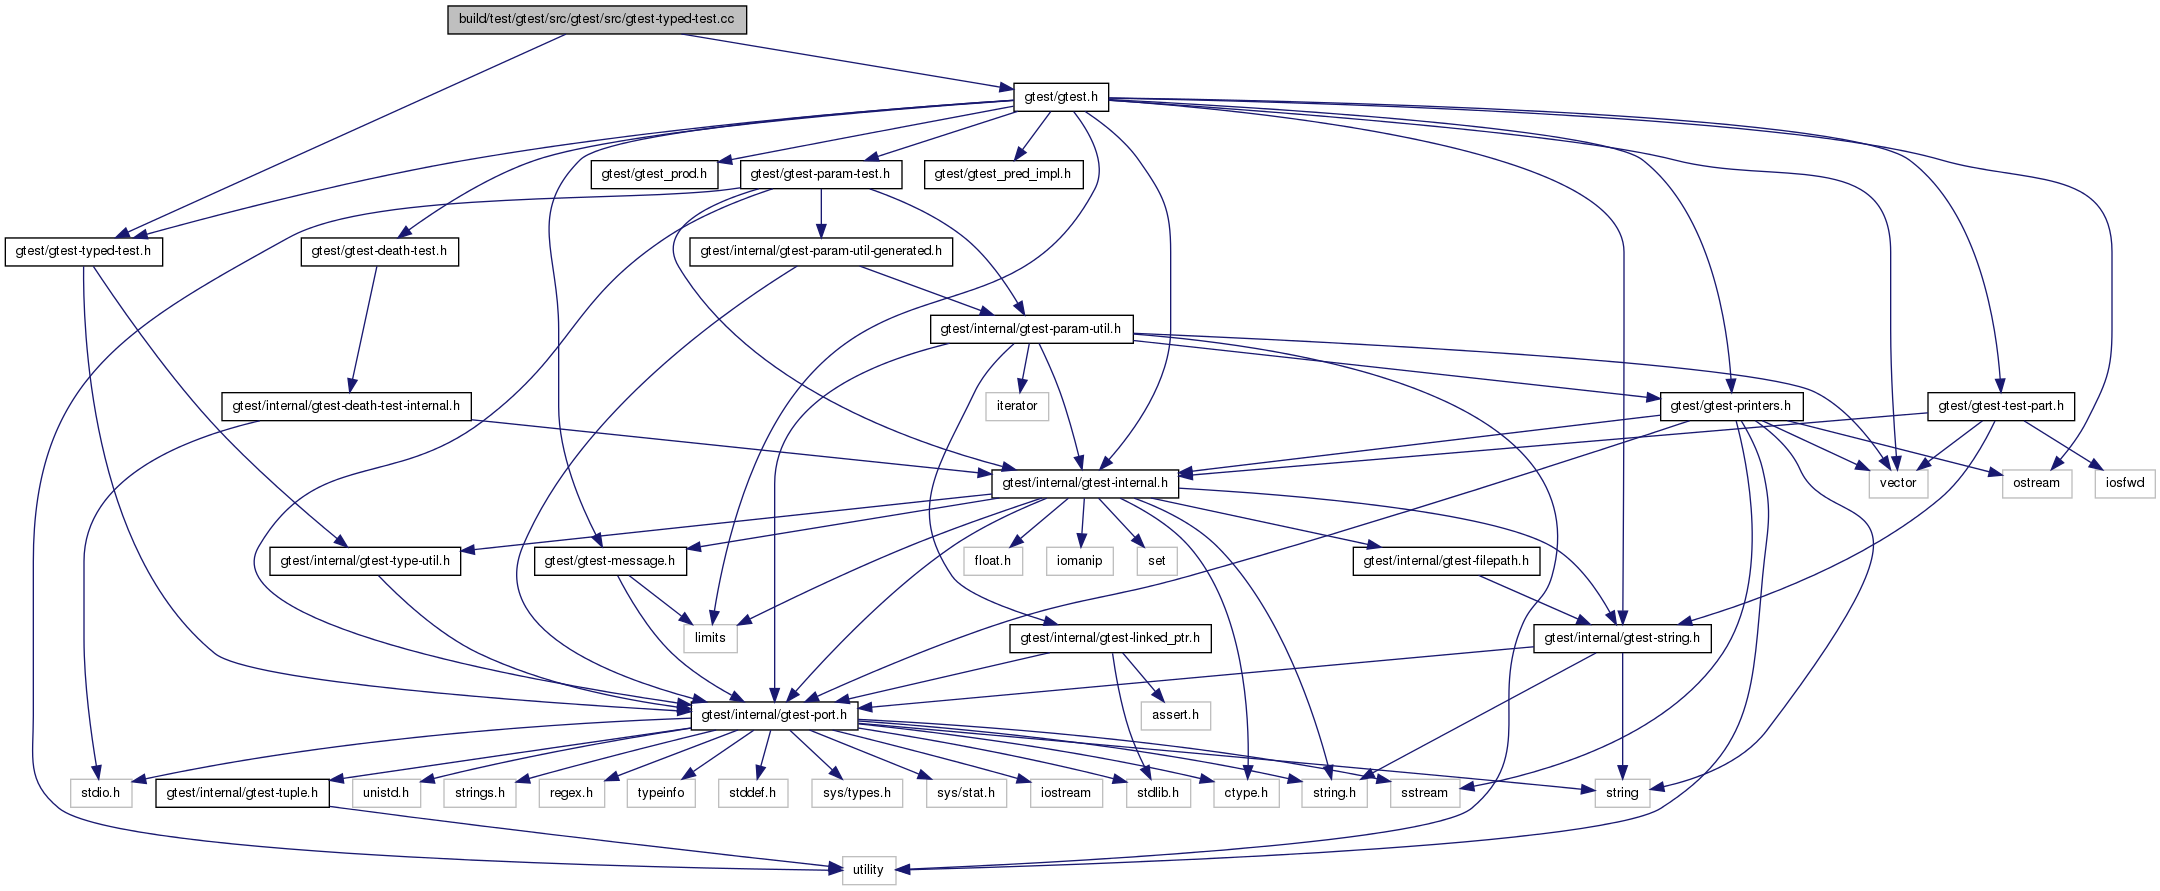 build/test/gtest/src/gtest/src/gtest-typed-test.cc
gtest/gtest.h
gtest/gtest_prod.h
gtest/gtest-param-test.h
gtest/gtest_pred_impl.h
gtest/gtest-typed-test.h
gtest/gtest-death-test.h
gtest/internal/gtest-param-util-generated.h
gtest/internal/gtest-param-util.h
gtest/internal/gtest-death-test-internal.h
iterator
gtest/gtest-printers.h
gtest/gtest-test-part.h
gtest/internal/gtest-internal.h
vector
ostream
iosfwd
gtest/internal/gtest-type-util.h
gtest/gtest-message.h
float.h
iomanip
set
gtest/internal/gtest-filepath.h
limits
gtest/internal/gtest-linked_ptr.h
gtest/internal/gtest-string.h
gtest/internal/gtest-port.h
assert.h
stdio.h
gtest/internal/gtest-tuple.h
unistd.h
strings.h
regex.h
typeinfo
stddef.h
sys/types.h
sys/stat.h
iostream
stdlib.h
ctype.h
string.h
sstream
string
utility